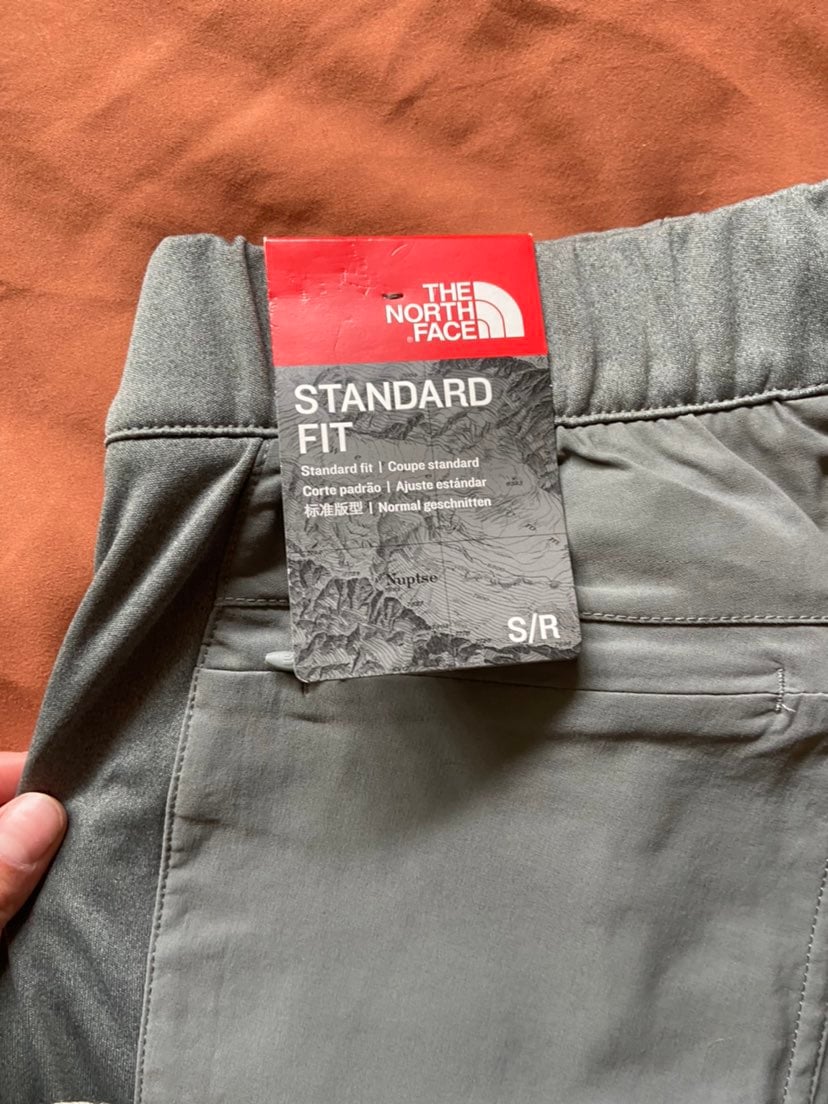 THE
NORTH
FACE
STANDARD
FIT
Standard fit | Coupe standard
Corte padrão | Ajuste estándar
标准版型 | Normal geschnitten
Nuptse
S/R